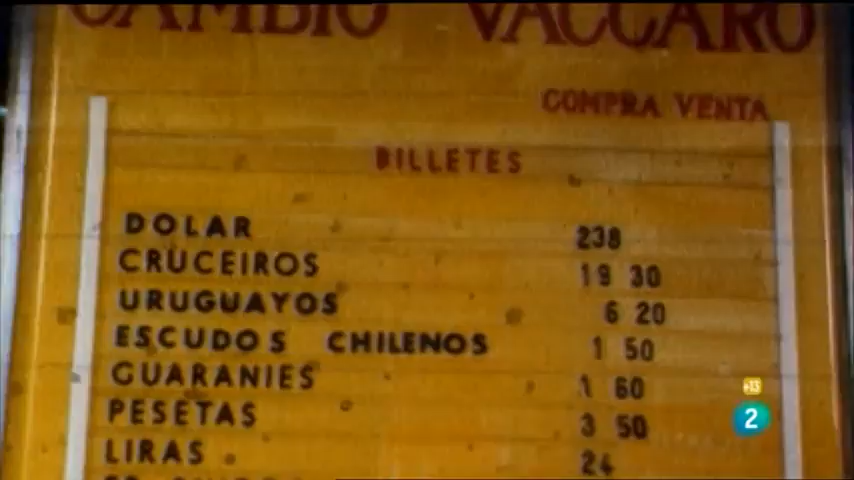 CAMBIO VACCARO
COMPRA VENTA
BILLETES
DOLAR 238
CRUCEIROS 19 30
URUGUAYOS 6 20
ESCUDOS CHILENOS 1 50
GUARANIES 1 60
PESETAS 3 50
LIRAS 24
+13
2